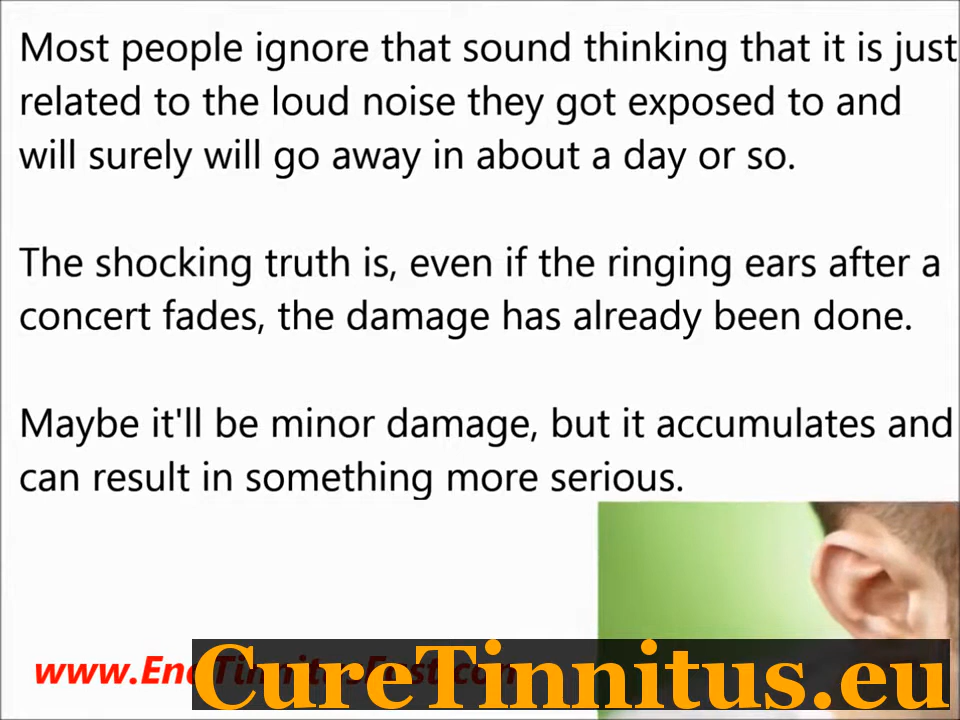 Most people ignore that sound thinking that it is just
related to the loud noise they got exposed to and
will surely will go away in about a day or so.
The shocking truth is, even if the ringing ears after a
concert fades, the damage has already been done.
Maybe it'll be minor damage, but it accumulates and
can result in something more serious.
www.EndTinnitusFast.com
CureTinnitus.eu